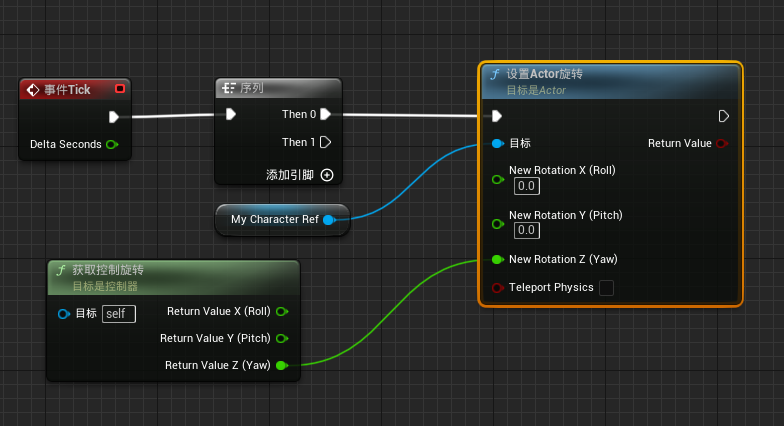 事件Tick
Delta Seconds
序列
Then 0
Then 1
添加引脚
My Character Ref
获取控制旋转
目标是控制器
目标 self
Return Value X (Roll)
Return Value Y (Pitch)
Return Value Z (Yaw)
设置Actor旋转
目标是Actor
目标
Return Value
New Rotation X (Roll)
0.0
New Rotation Y (Pitch)
0.0
New Rotation Z (Yaw)
Teleport Physics